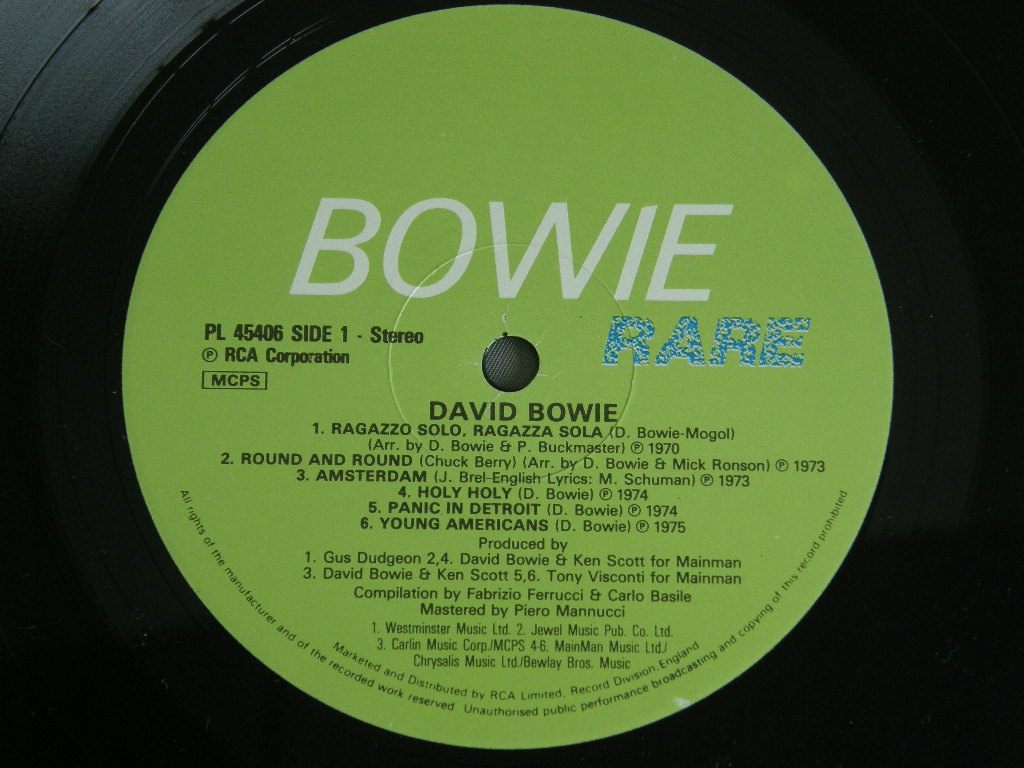 BOWIE
RARE
PL 45406 SIDE 1 - Stereo
℗ RCA Corporation
MCPS
DAVID BOWIE
1. RAGAZZO SOLO, RAGAZZA SOLA (D. Bowie-Mogol)
(Arr. by D. Bowie & P. Buckmaster) ℗ 1970
2. ROUND AND ROUND (Chuck Berry) (Arr. by D. Bowie & Mick Ronson) ℗ 1973
3. AMSTERDAM (J. Brel-English Lyrics: M. Schuman) ℗ 1973
4. HOLY HOLY (D. Bowie) ℗ 1974
5. PANIC IN DETROIT (D. Bowie) ℗ 1974
6. YOUNG AMERICANS (D. Bowie) ℗ 1975
Produced by
1. Gus Dudgeon 2,4. David Bowie & Ken Scott for Mainman
3. David Bowie & Ken Scott 5,6. Tony Visconti for Mainman
Compilation by Fabrizio Ferrucci & Carlo Basile
Mastered by Piero Mannucci
1. Westminster Music Ltd. 2. Jewel Music Pub. Co. Ltd.
3. Carlin Music Corp./MCPS 4-6. MainMan Music Ltd./
Chrysalis Music Ltd./Bewlay Bros. Music
Marketed and Distributed by RCA Limited, Record Division, England
All rights of the manufacturer and of the recorded work reserved. Unauthorised public performance broadcasting and copying of this record prohibited